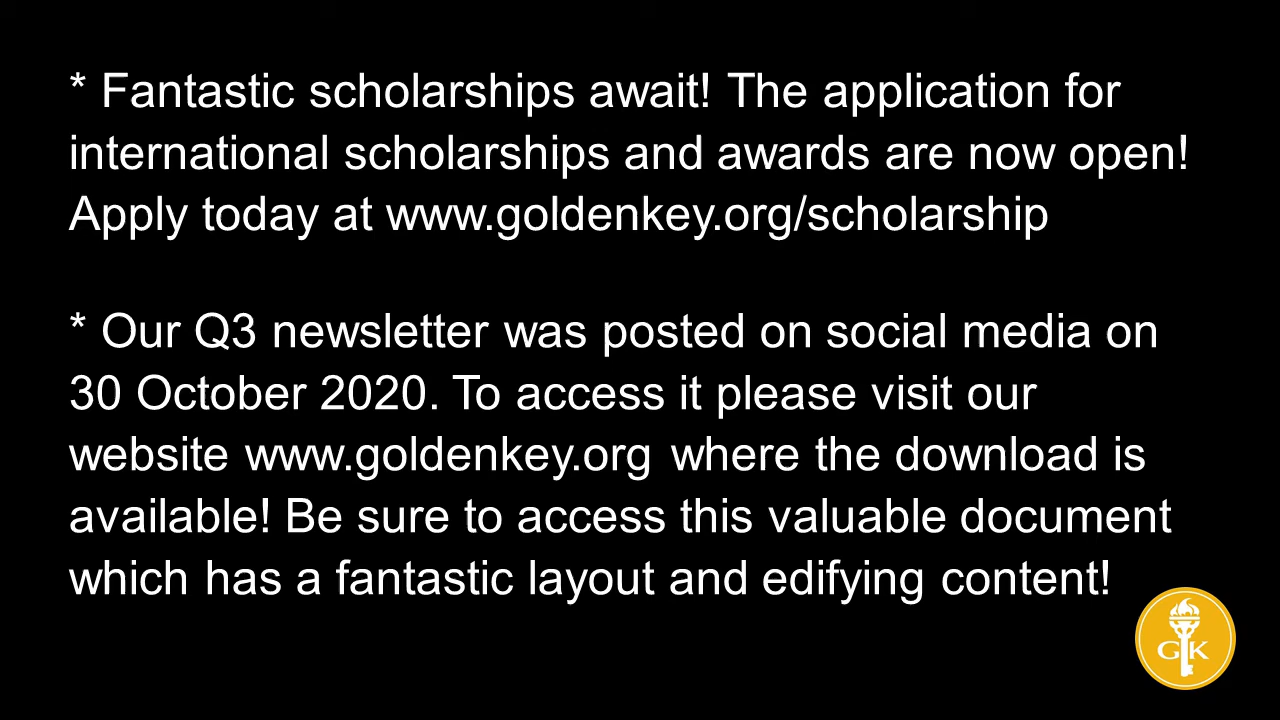 * Fantastic scholarships await! The application for
international scholarships and awards are now open!
Apply today at www.goldenkey.org/scholarship
* Our Q3 newsletter was posted on social media on
30 October 2020. To access it please visit our
website www.goldenkey.org where the download is
available! Be sure to access this valuable document
which has a fantastic layout and edifying content!
GK